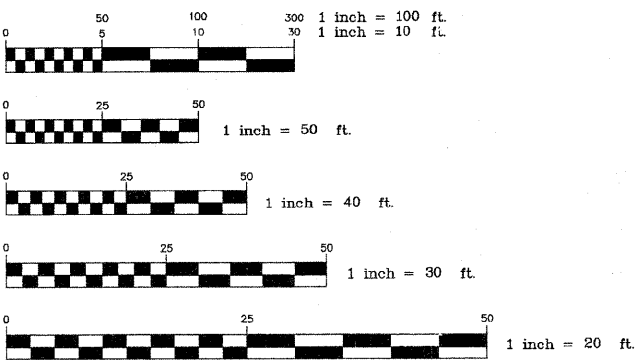 0 50 100 300 1 inch = 100 ft.
0 5 10 30 1 inch = 10 ft.
0 25 50
1 inch = 50 ft.
0 25 50
1 inch = 40 ft.
0 25 50
1 inch = 30 ft.
0 25 50
1 inch = 20 ft.